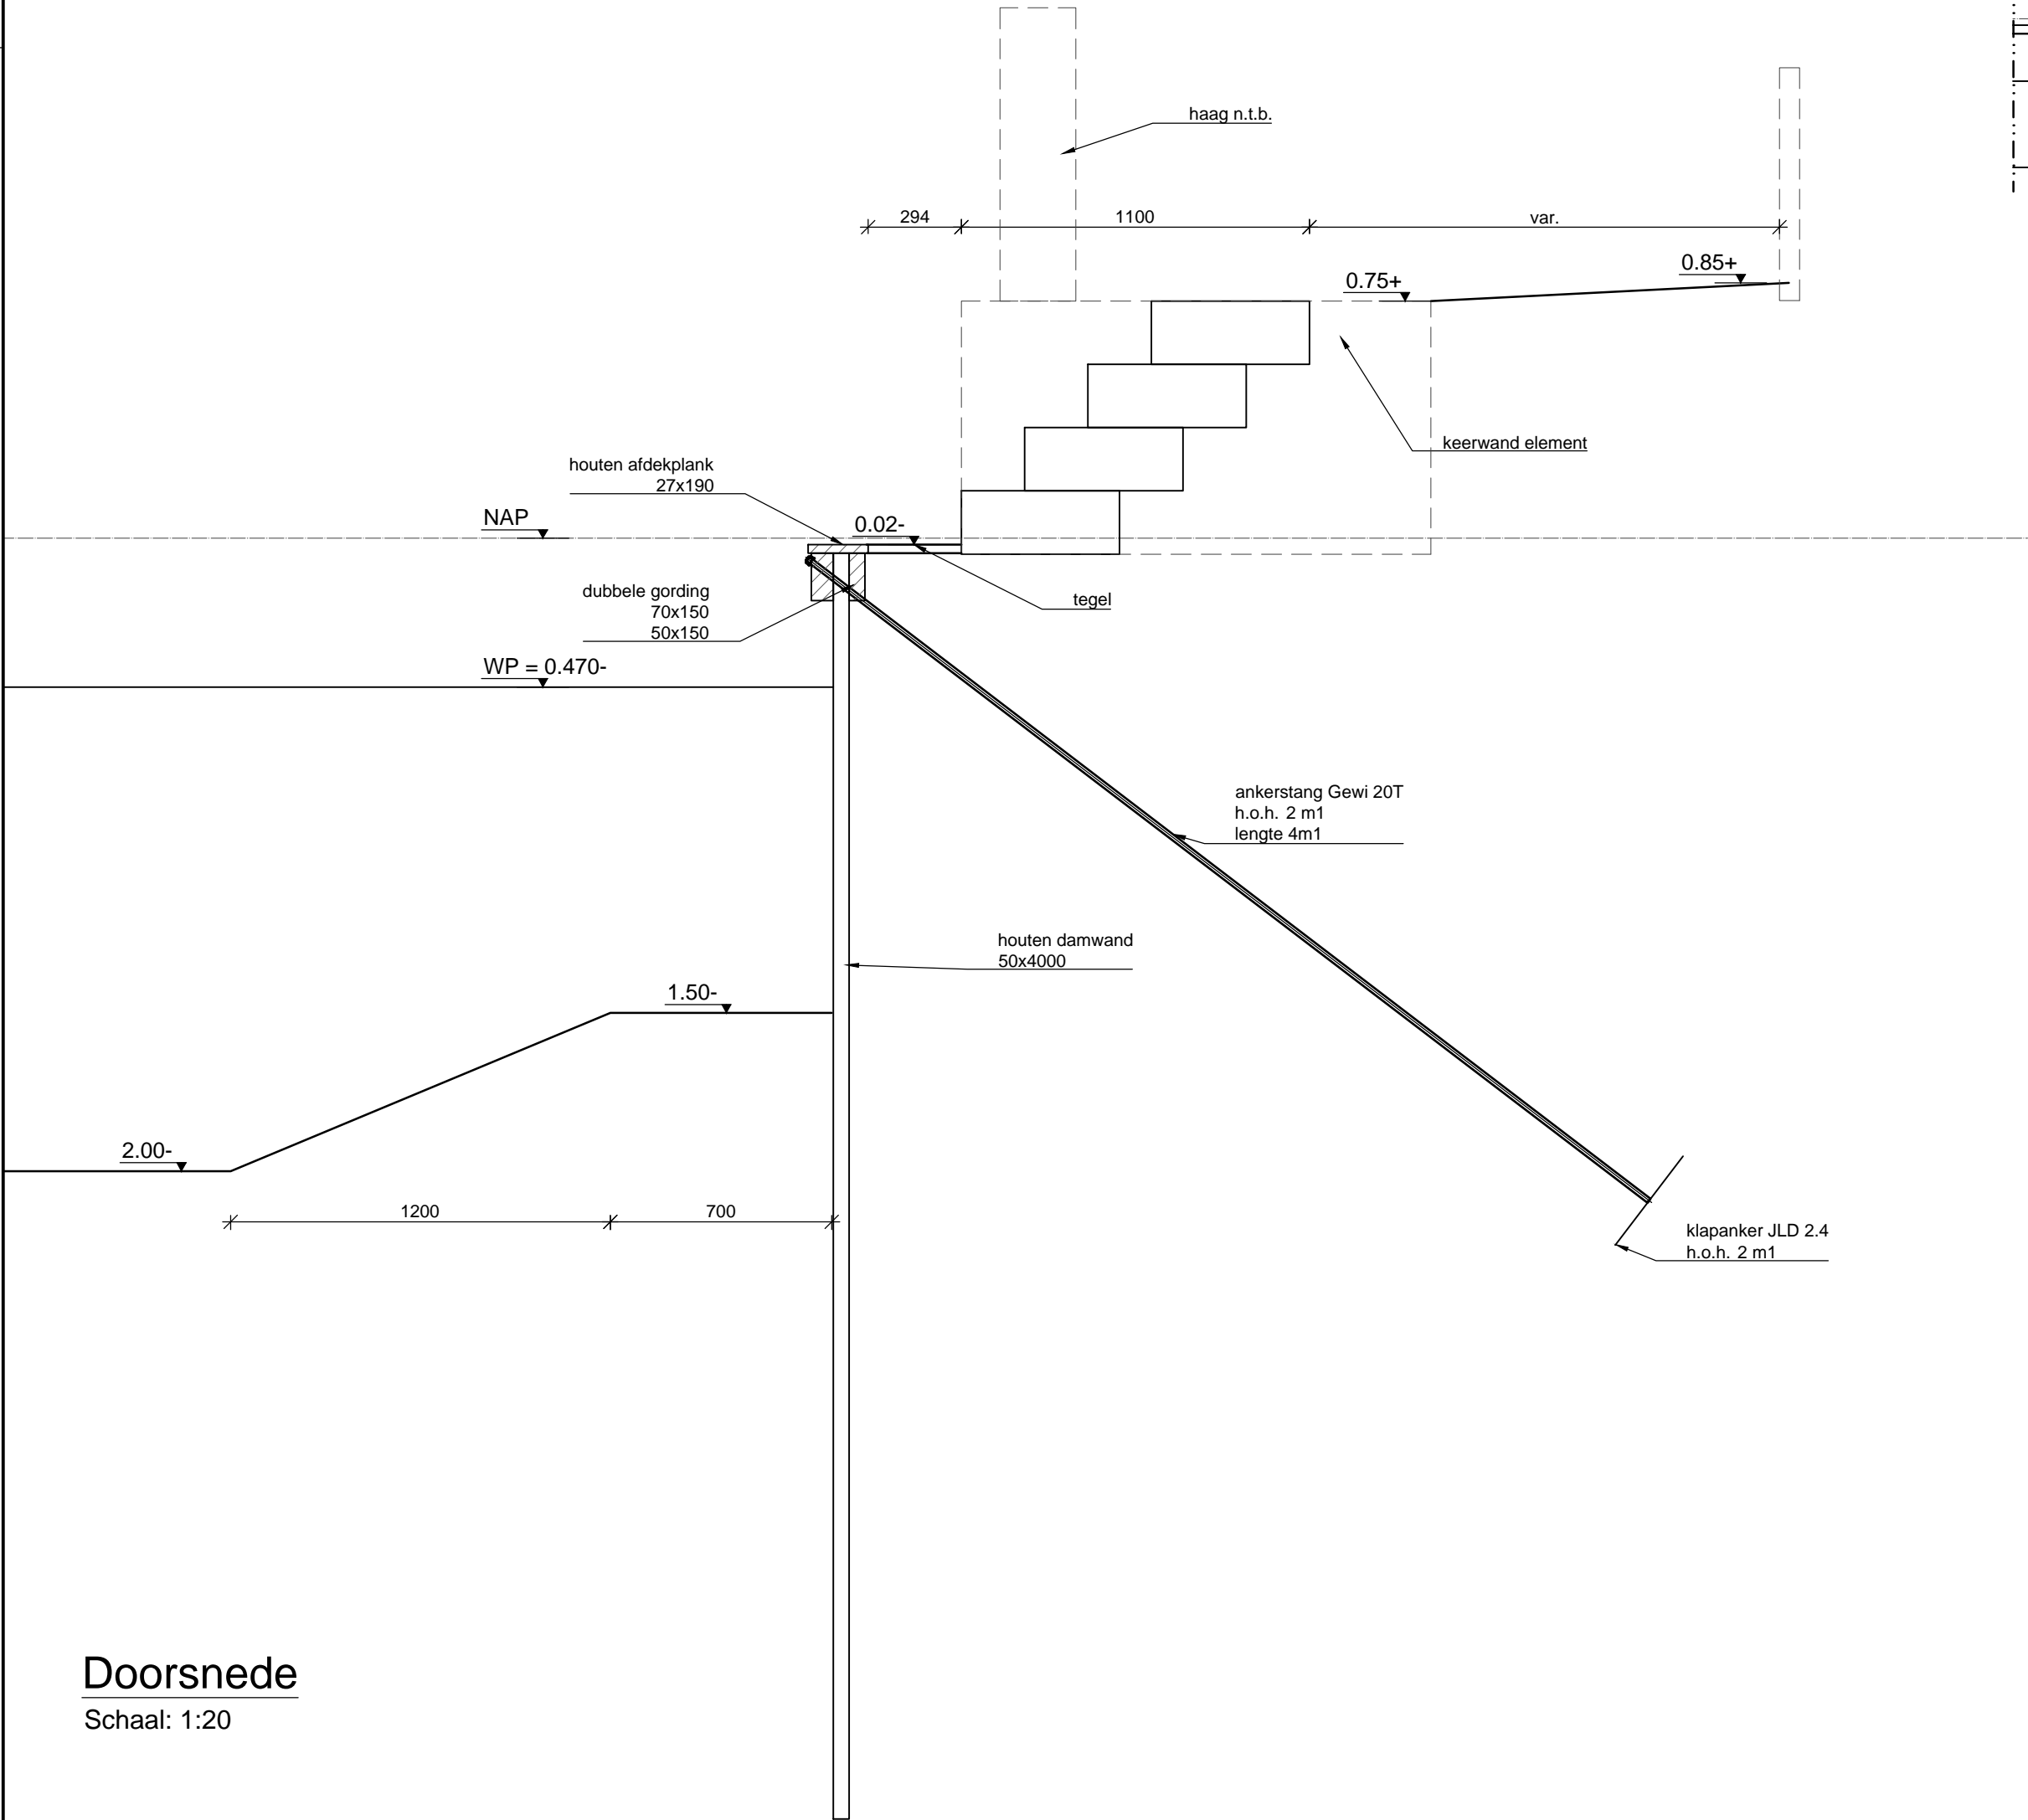 haag n.t.b.
294
1100
var.
0.85+
0.75+
keerwand element
houten afdekplank
27x190
NAP
0.02-
dubbele gording
70x150
50x150
tegel
WP = 0.470-
ankerstang Gewi 20T
h.o.h. 2 m1
lengte 4m1
houten damwand
50x4000
1.50-
2.00-
1200
700
klapanker JLD 2.4
h.o.h. 2 m1
Doorsnede
Schaal: 1:20